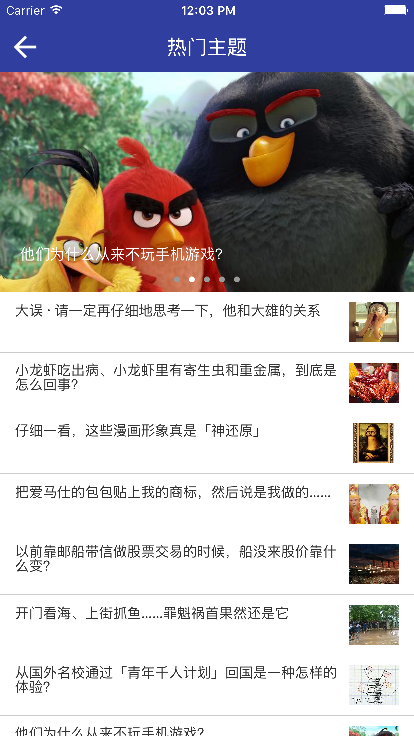 Carrier 12:03 PM
热门主题
他们为什么从来不玩手机游戏?
大误 · 请一定再仔细地思考一下，他和大雄的关系
小龙虾吃出病、小龙虾里有寄生虫和重金属，到底是
怎么回事?
仔细一看，这些漫画形象真是「神还原」
把爱马仕的包包贴上我的商标，然后说是我做的......
以前靠邮船带信做股票交易的时候，船没来股价靠什
么变?
开门看海、上街抓鱼......罪魁祸首果然还是它
从国外名校通过「青年千人计划」回国是一种怎样的
体验?
他们为什么从来不玩手机游戏?